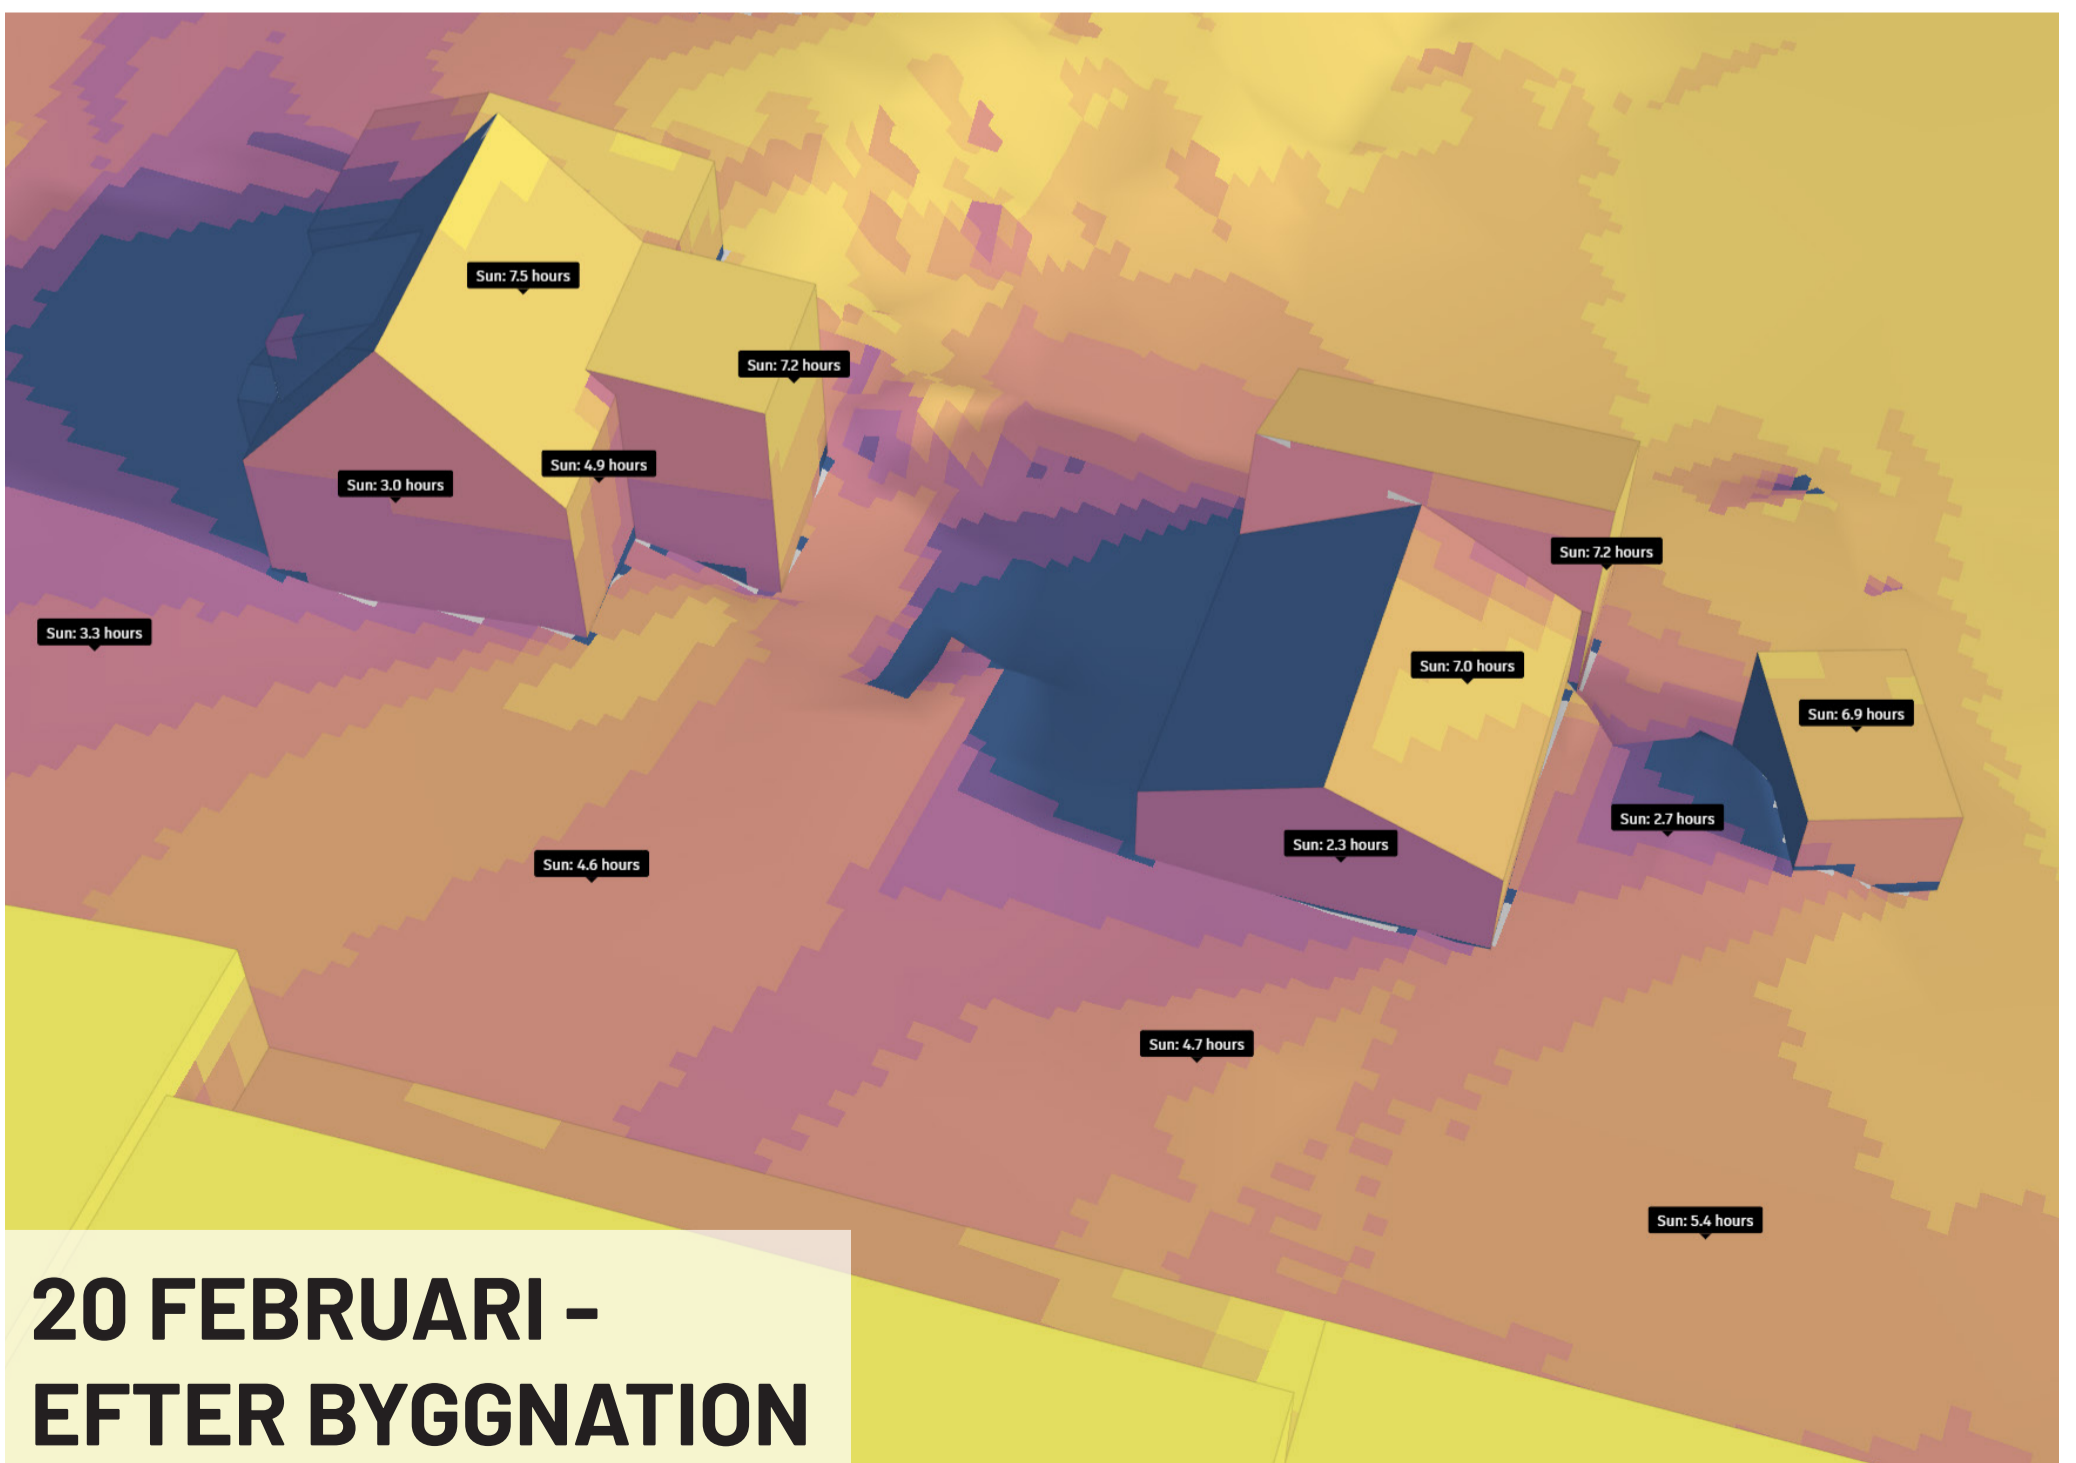 Sun: 7.5 hours
Sun: 7.2 hours
Sun: 4.9 hours
Sun: 3.0 hours
Sun: 7.2 hours
Sun: 3.3 hours
Sun: 7.0 hours
Sun: 6.9 hours
Sun: 2.7 hours
Sun: 2.3 hours
Sun: 4.6 hours
Sun: 4.7 hours
Sun: 5.4 hours
20 FEBRUARI -
EFTER BYGGNATION